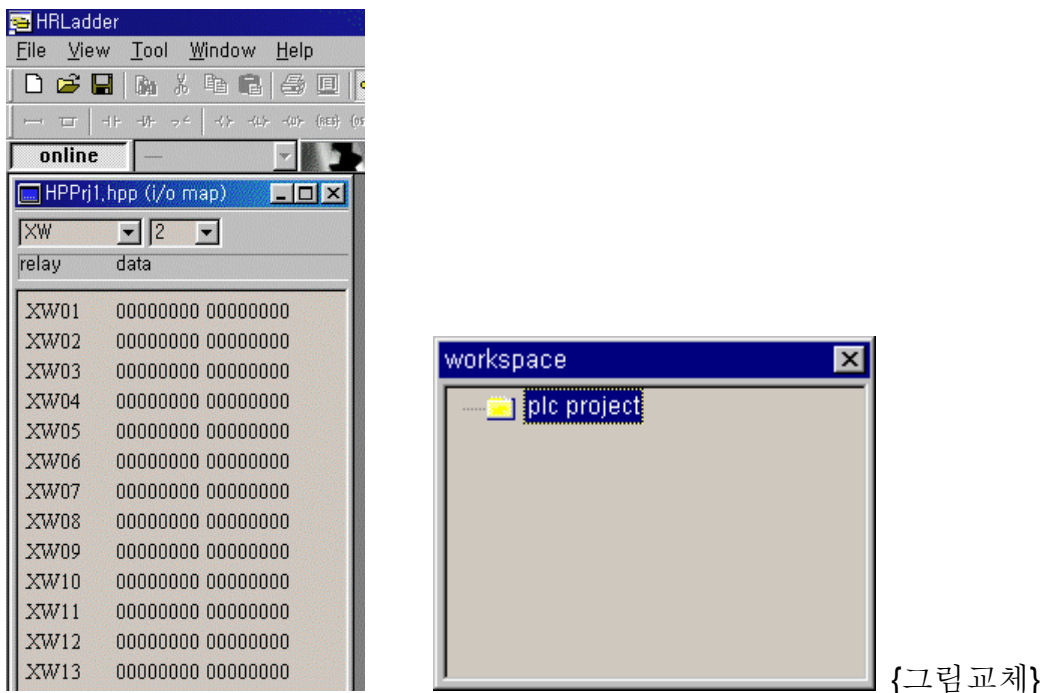 HRLadder
File View Tool Window Help
online
HPPrj1.hpp (i/o map)
XW 2
relay data
XW01 00000000 00000000
XW02 00000000 00000000
XW03 00000000 00000000
XW04 00000000 00000000
XW05 00000000 00000000
XW06 00000000 00000000
XW07 00000000 00000000
XW08 00000000 00000000
XW09 00000000 00000000
XW10 00000000 00000000
XW11 00000000 00000000
XW12 00000000 00000000
XW13 00000000 00000000
workspace
plc project
{그림교체}